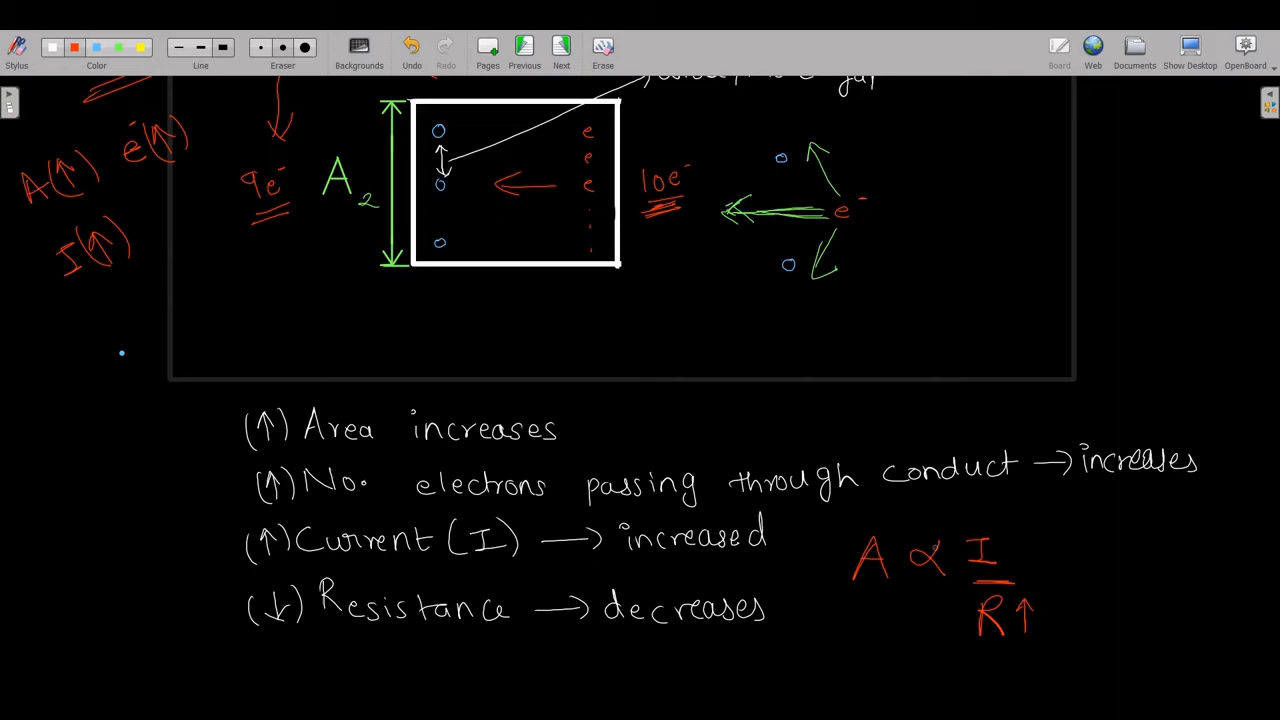 Stylus
Color
Line
Eraser
Backgrounds
Undo
Redo
Pages
Previous
Next
Erase
Board
Web
Documents
Show Desktop
OpenBoard
A(↑)
e⁻(↑)
I(↑)
9e⁻
A₂
e
e
e
10e⁻
e⁻
(↑) Area increases
(↑) No. electrons passing through conduct → increases
(↑) Current (I) → increased
(↓) Resistance → decreases
A ∝ I
R↑